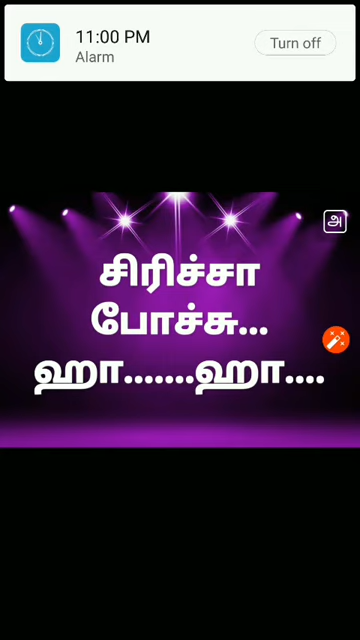 11:00 PM
Alarm
Turn off
அ
சிரிச்சா
போச்சு...
ஹா.......ஹா....